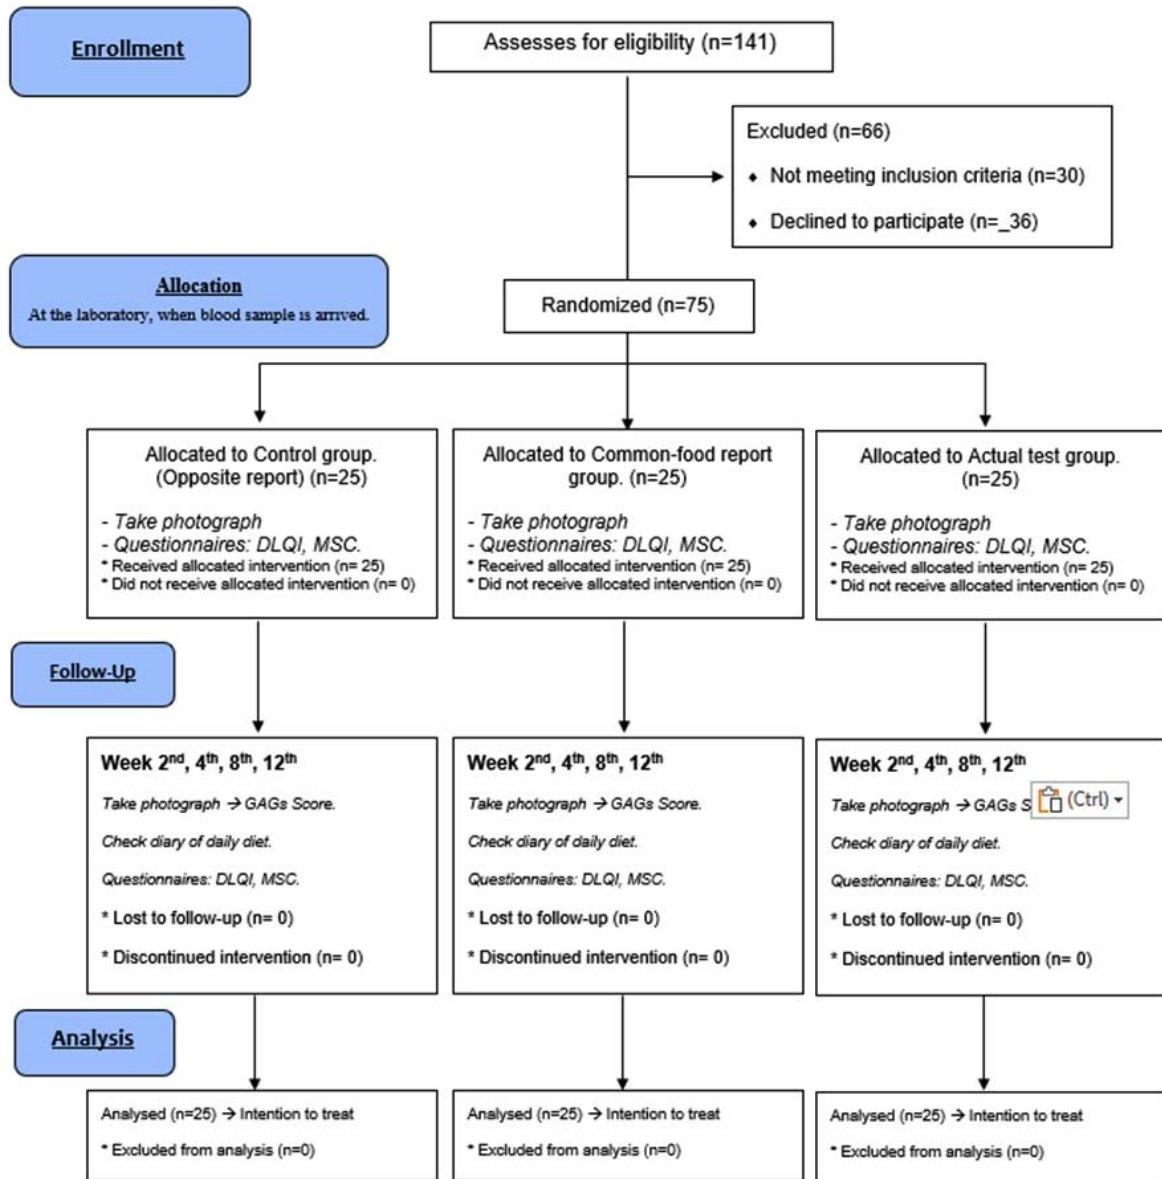 Enrollment
Assesses for eligibility (n=141)
Excluded (n=66)
⬧ Not meeting inclusion criteria (n=30)
⬧ Declined to participate (n=_36)
Allocation
At the laboratory, when blood sample is arrived.
Randomized (n=75)
Allocated to Control group.
(Opposite report) (n=25)
- Take photograph
- Questionnaires: DLQI, MSC.
* Received allocated intervention (n= 25)
* Did not receive allocated intervention (n= 0)
Allocated to Common-food report
group. (n=25)
- Take photograph
- Questionnaires: DLQI, MSC.
* Received allocated intervention (n= 25)
* Did not receive allocated intervention (n= 0)
Allocated to Actual test group.
(n=25)
- Take photograph
- Questionnaires: DLQI, MSC.
* Received allocated intervention (n= 25)
* Did not receive allocated intervention (n= 0)
Follow-Up
Week 2nd, 4th, 8th, 12th
Take photograph → GAGs Score.
Check diary of daily diet.
Questionnaires: DLQI, MSC.
* Lost to follow-up (n= 0)
* Discontinued intervention (n= 0)
Week 2nd, 4th, 8th, 12th
Take photograph → GAGs Score.
Check diary of daily diet.
Questionnaires: DLQI, MSC.
* Lost to follow-up (n= 0)
* Discontinued intervention (n= 0)
Week 2nd, 4th, 8th, 12th
Take photograph → GAGs S
(Ctrl)
Check diary of daily diet.
Questionnaires: DLQI, MSC.
* Lost to follow-up (n= 0)
* Discontinued intervention (n= 0)
Analysis
Analysed (n=25) → Intention to treat
* Excluded from analysis (n=0)
Analysed (n=25) → Intention to treat
* Excluded from analysis (n=0)
Analysed (n=25) → Intention to treat
* Excluded from analysis (n=0)